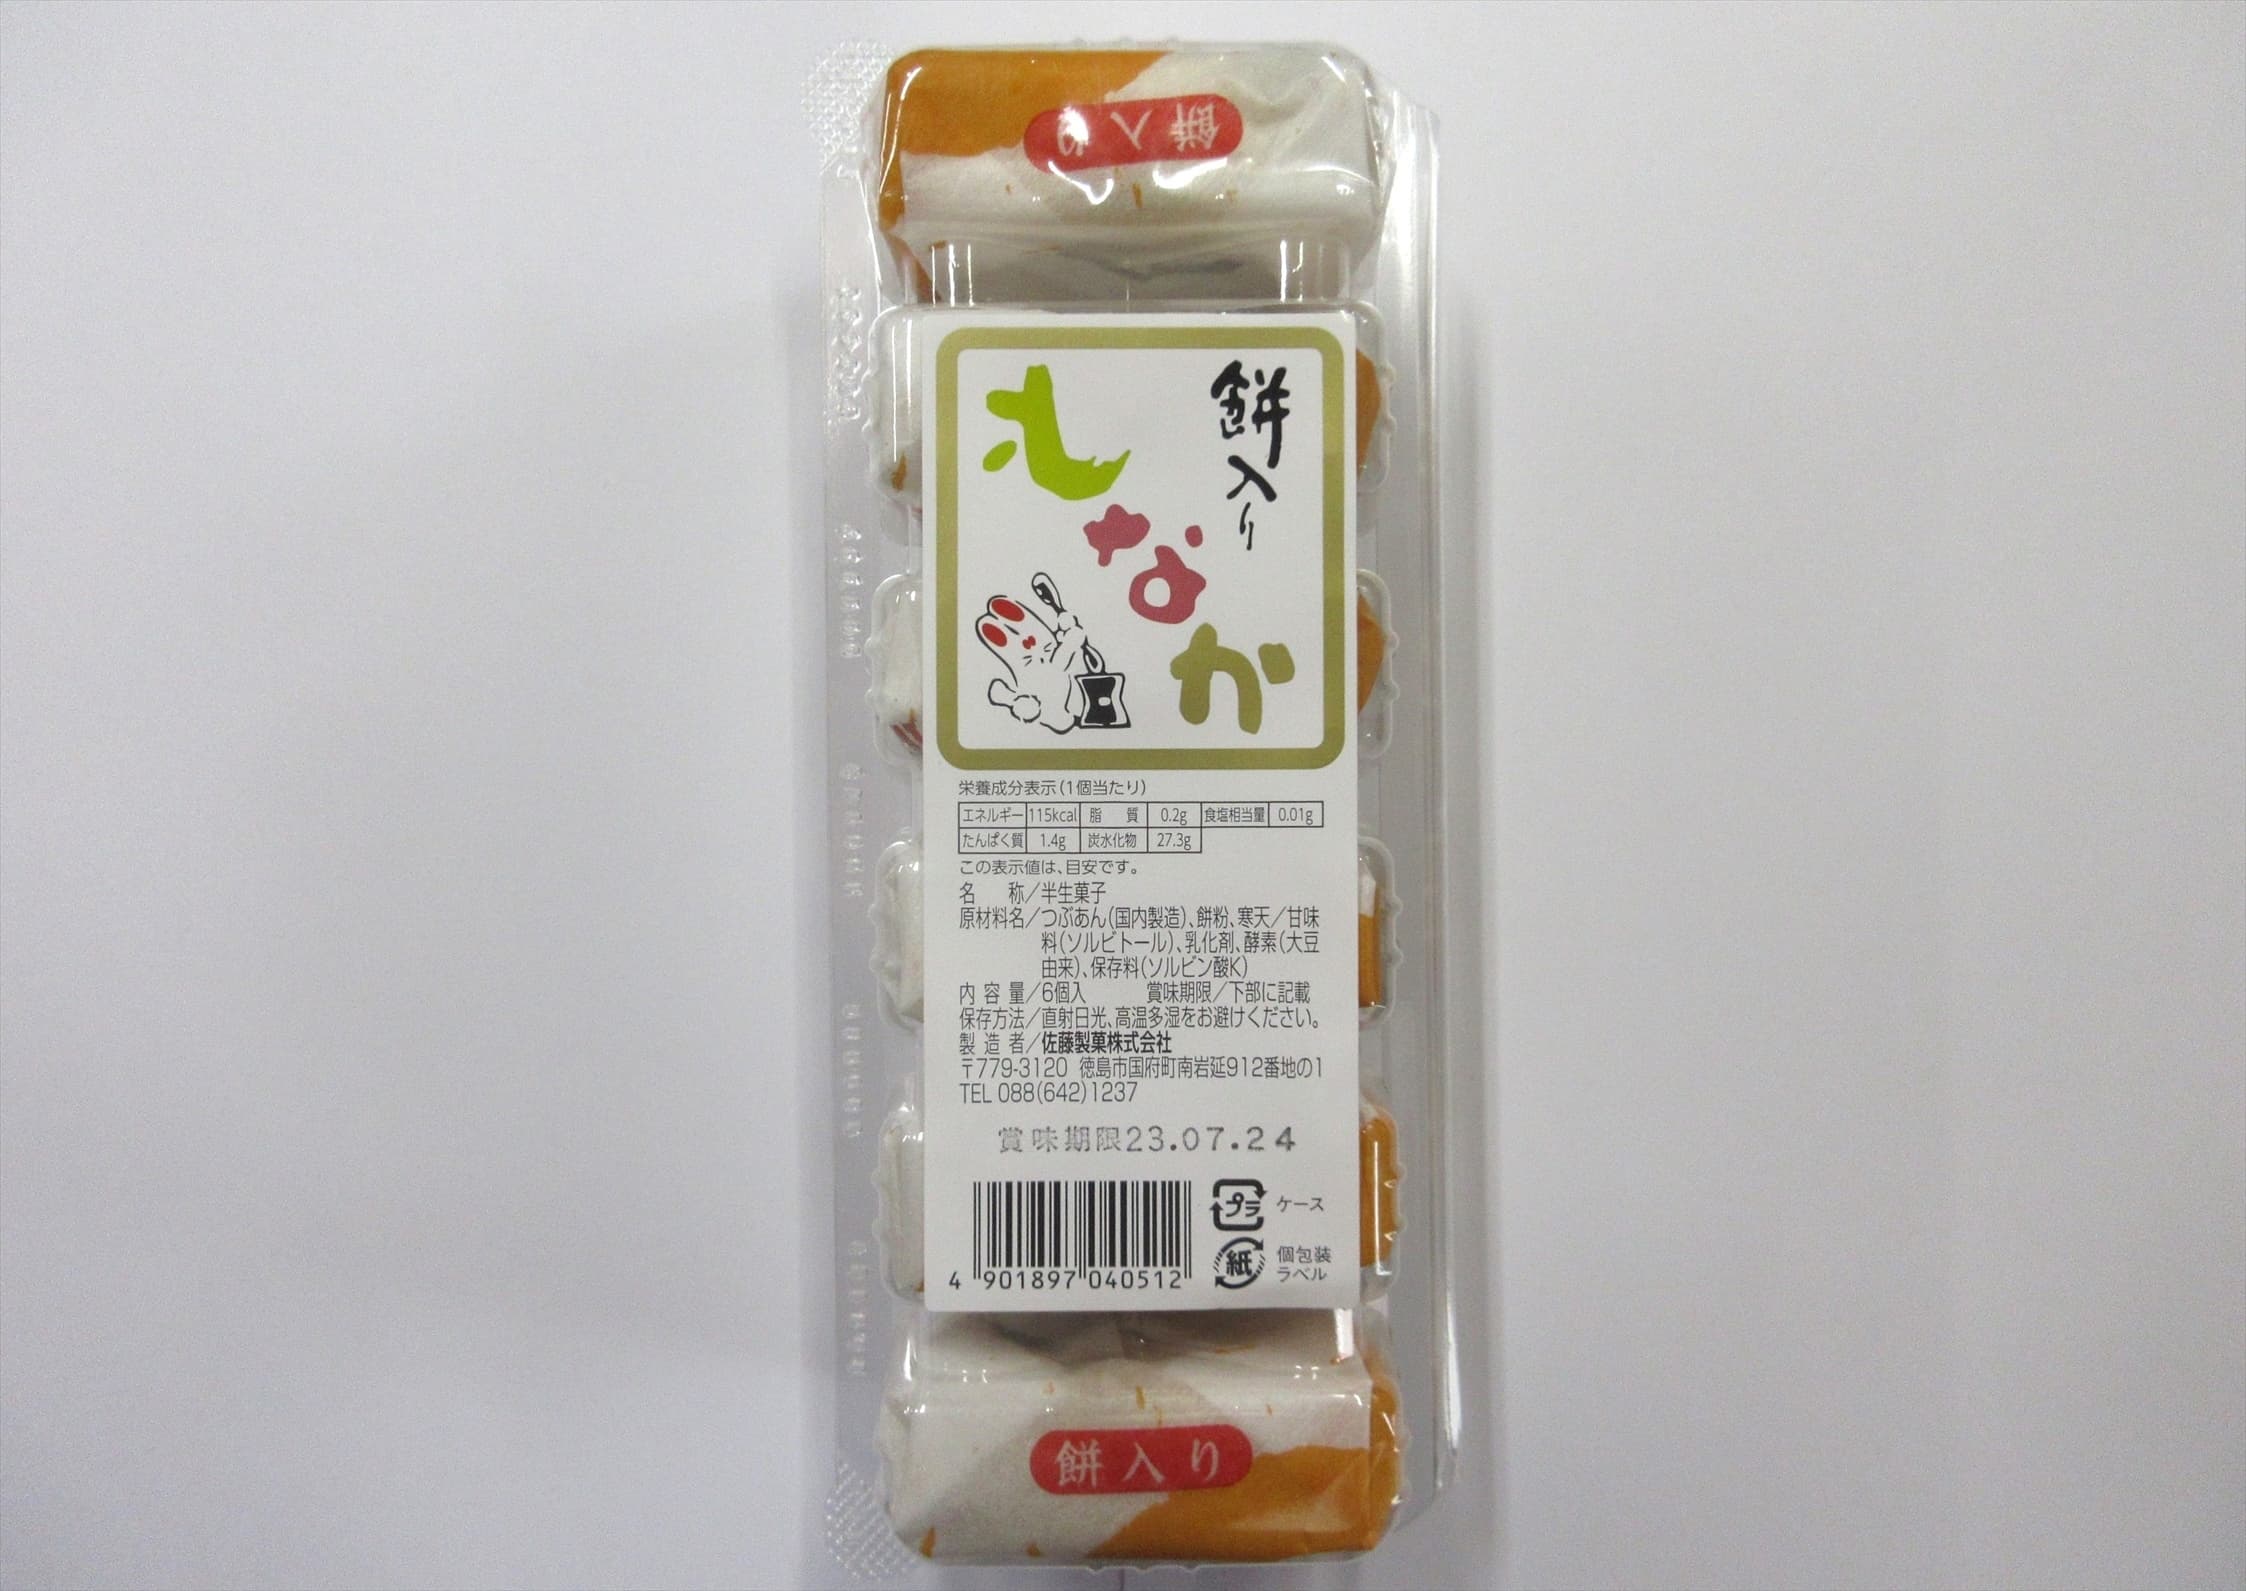 餅入り
餅入り
もなか
栄養成分表示(1個当たり)
エネルギー 115kcal 脂 質 0.2g 食塩相当量 0.01g
たんぱく質 1.4g 炭水化物 27.3g
この表示値は、目安です。
名 称/半生菓子
原材料名/つぶあん(国内製造)、餅粉、寒天/甘味
料(ソルビトール)、乳化剤、酵素(大豆
由来)、保存料(ソルビン酸K)
内 容 量/6個入 賞味期限/下部に記載
保存方法/直射日光、高温多湿をお避けください。
製 造 者/佐藤製菓株式会社
〒779-3120 徳島市国府町南岩延912番地の1
TEL 088(642)1237
賞味期限23.07.24
プラ ケース
紙 個包装
ラベル
4 901897 040512
餅入り